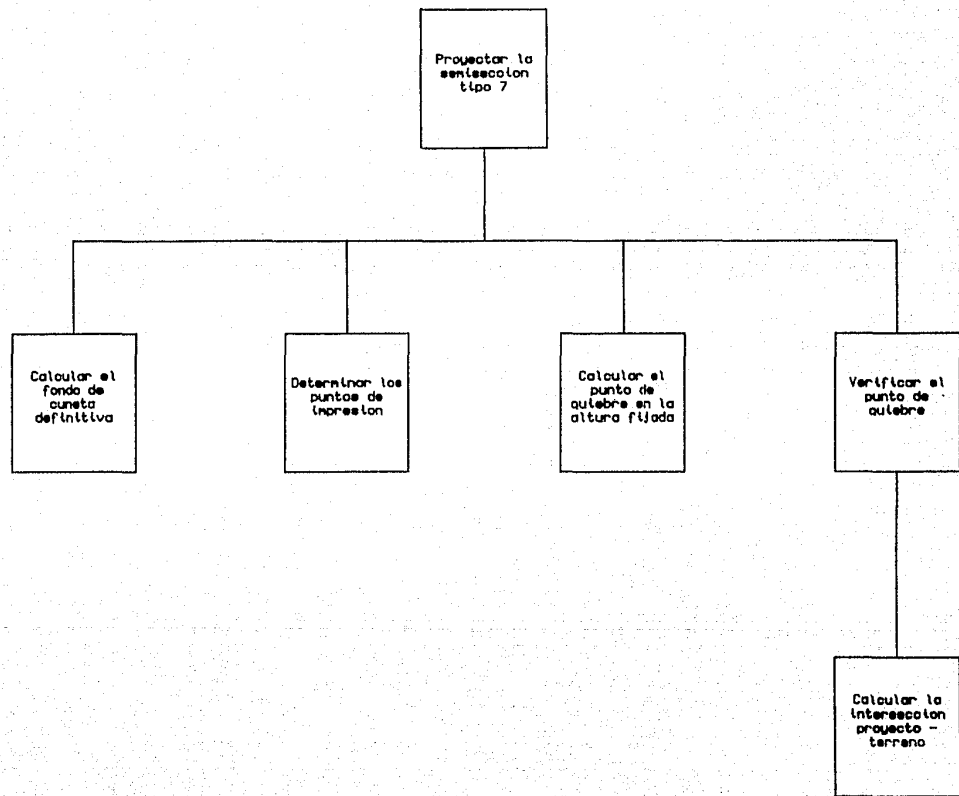 Proyectar la
semiseccion
tipo 7
Calcular el
fondo de
cuneta
definitiva
Determinar los
puntos de
impresion
Calcular el
punto de
quiebre en la
altura fijada
Verificar el
punto de
quiebre
Calcular la
interseccion
proyecto -
terreno